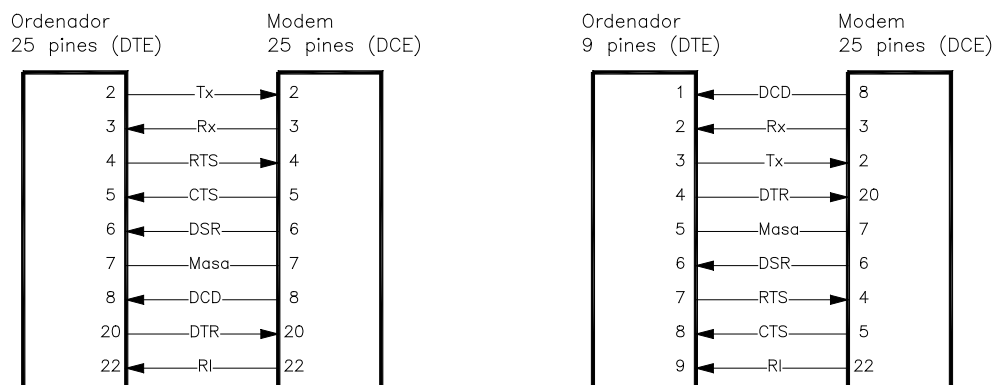 Ordenador
25 pines (DTE)
Modem
25 pines (DCE)
2 Tx 2
3 Rx 3
4 RTS 4
5 CTS 5
6 DSR 6
7 Masa 7
8 DCD 8
20 DTR 20
22 RI 22
Ordenador
9 pines (DTE)
Modem
25 pines (DCE)
1 DCD 8
2 Rx 3
3 Tx 2
4 DTR 20
5 Masa 7
6 DSR 6
7 RTS 4
8 CTS 5
9 RI 22